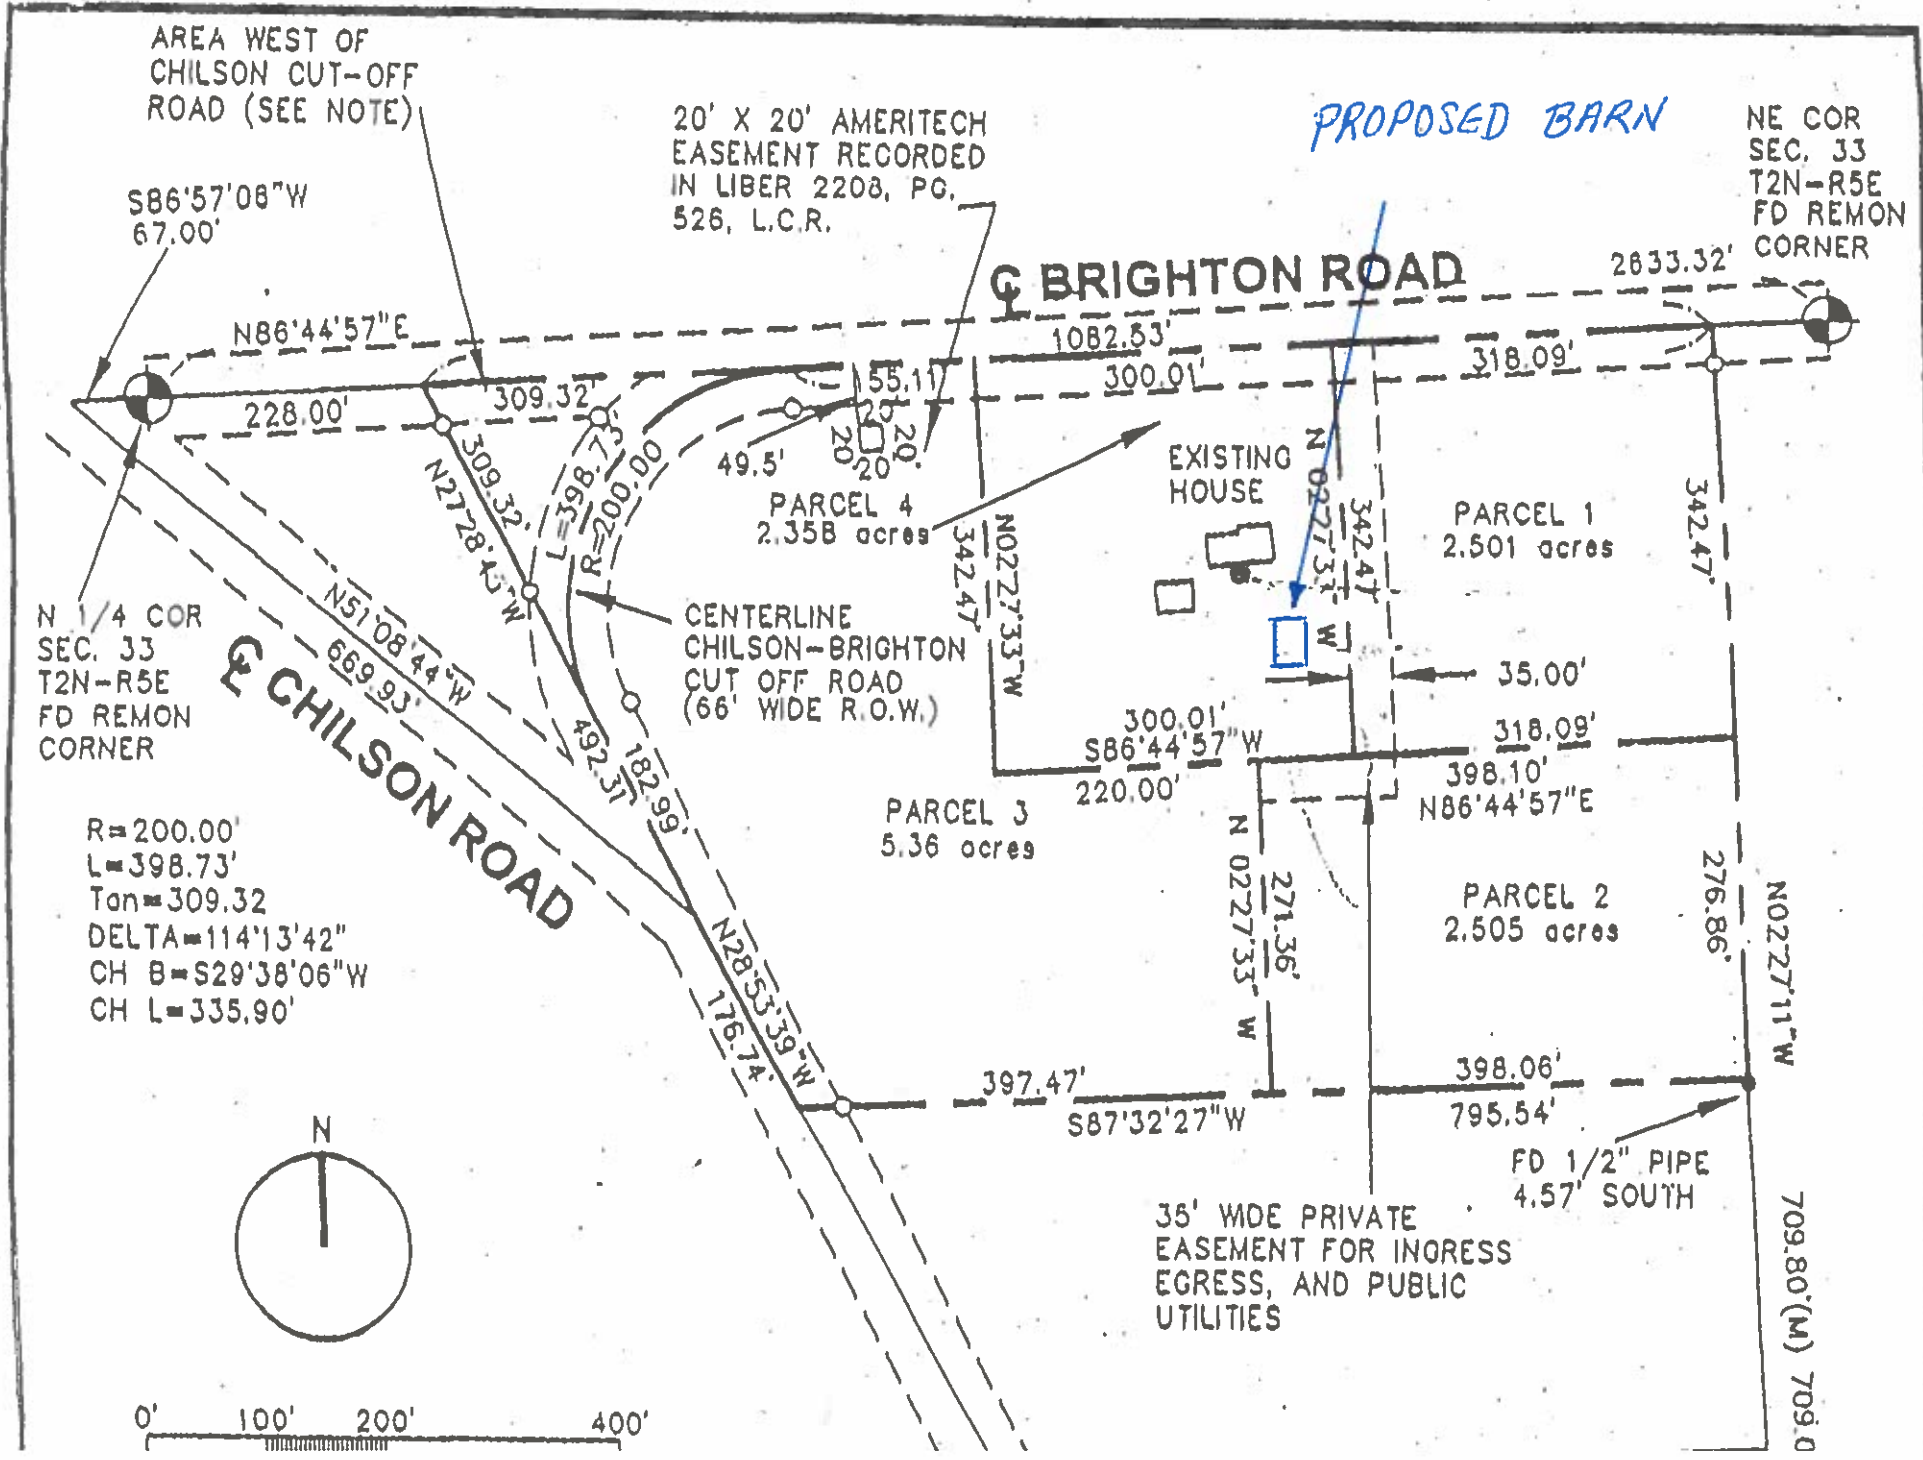 AREA WEST OF
CHILSON CUT-OFF
ROAD (SEE NOTE)
S86'57'08"W
67.00'
20' X 20' AMERITECH
EASEMENT RECORDED
IN LIBER 2208, PG.
526, L.C.R.
PROPOSED BARN
NE COR
SEC. 33
T2N-R5E
FD REMON
CORNER
℄ BRIGHTON ROAD
2633.32'
N86'44'57"E
1082.53'
228.00'
309.32'
55.11'
300.01'
318.09'
20'
20'
20'
20'
49.5'
309.32'
N27'28'45"W
L=398.73'
R=200.00
PARCEL 4
2.358 acres
N02'27'33"W
342.47'
EXISTING
HOUSE
N 02'27'33" W
342.47'
PARCEL 1
2.501 acres
342.47'
N 1/4 COR
SEC. 33
T2N-R5E
FD REMON
CORNER
N51'08'44"W
669.93'
℄ CHILSON ROAD
CENTERLINE
CHILSON-BRIGHTON
CUT OFF ROAD
(66' WIDE R.O.W.)
35.00'
492.37'
182.99'
300.01'
S86'44'57"W
220.00'
318.09'
398.10'
N86'44'57"E
PARCEL 3
5.36 acres
R=200.00'
L=398.73'
Tan=309.32
DELTA=114'13'42"
CH B=S29'38'06"W
CH L=335.90'
N 02'27'33" W
271.36'
PARCEL 2
2.505 acres
276.86'
N02'27'11"W
N28'53'39"W
176.74'
397.47'
S87'32'27"W
398.06'
795.54'
FD 1/2" PIPE
4.57' SOUTH
N
35' WIDE PRIVATE
EASEMENT FOR INGRESS
EGRESS, AND PUBLIC
UTILITIES
709.80'(M) 709.0
0' 100' 200' 400'